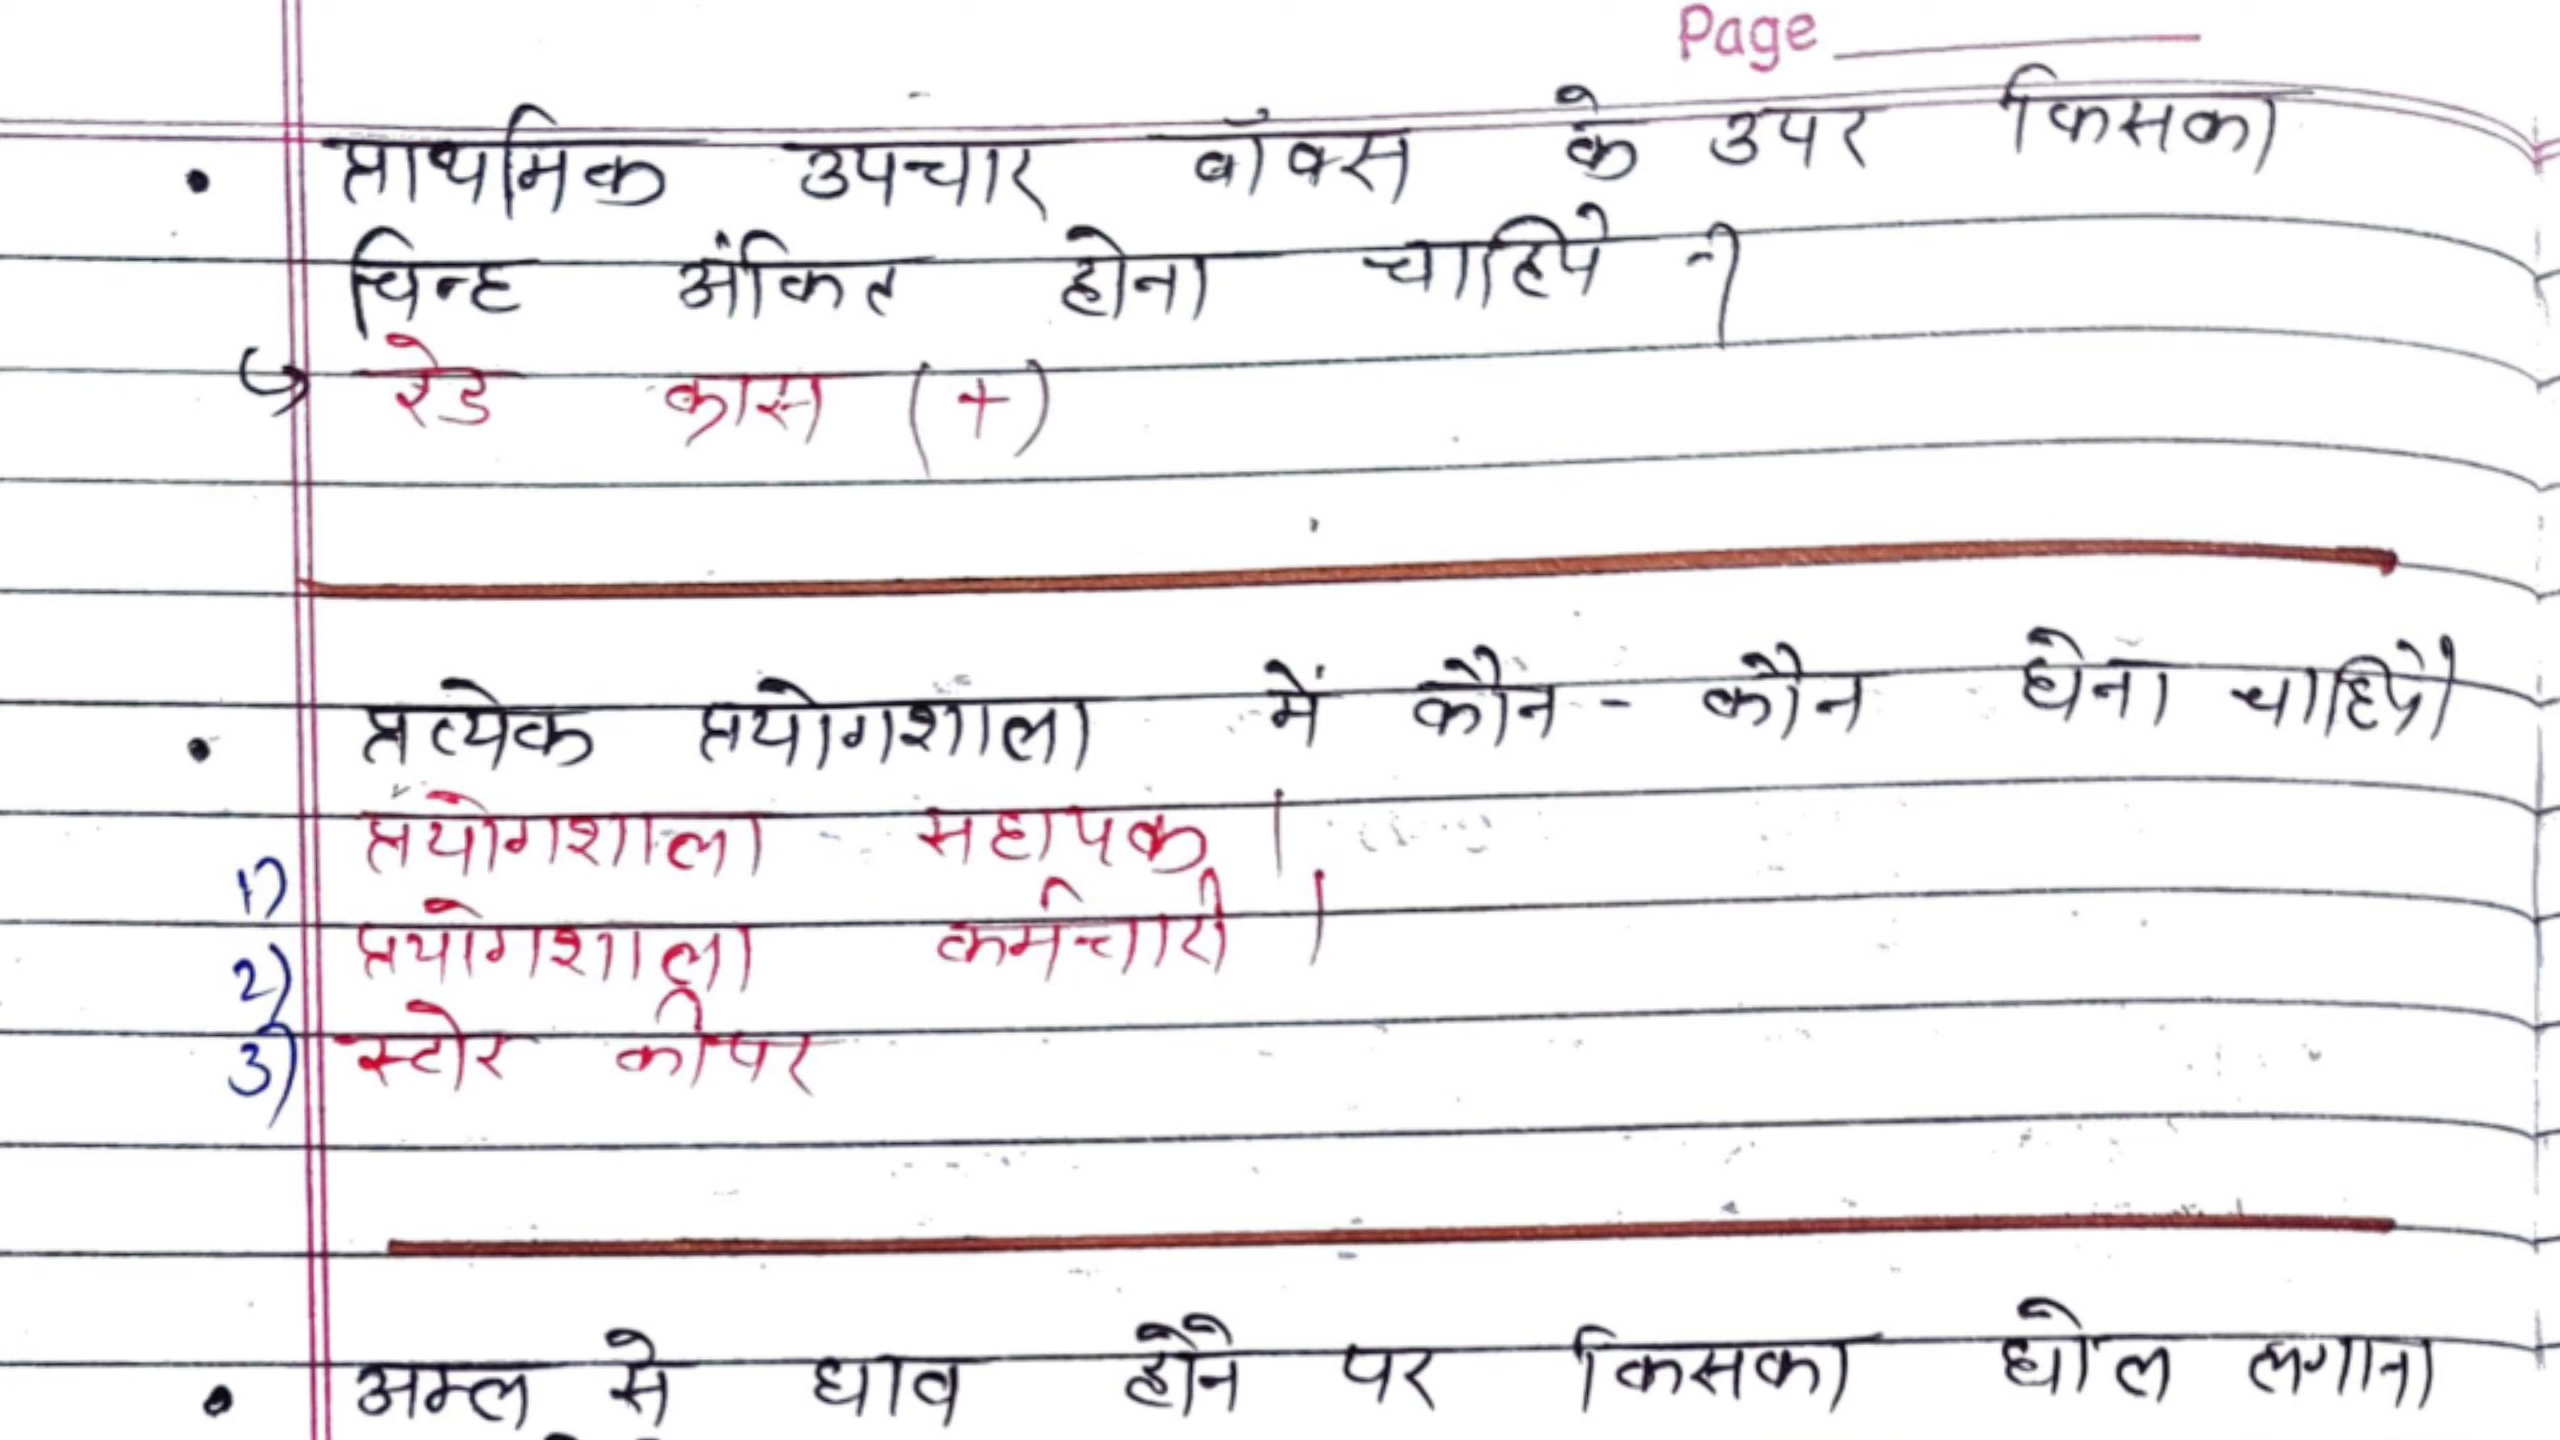 Page
• प्राथमिक उपचार बॉक्स के उपर किसका
चिन्ह अंकित होना चाहिये ?
↳ रेड क्रास (+)
• प्रत्येक प्रयोगशाला में कौन - कौन होना चाहिये
1) प्रयोगशाला सहायक |
2) प्रयोगशाला कर्मचारी |
3) स्टोर कीपर
• अम्ल से घाव होने पर किसका घोल लगाना